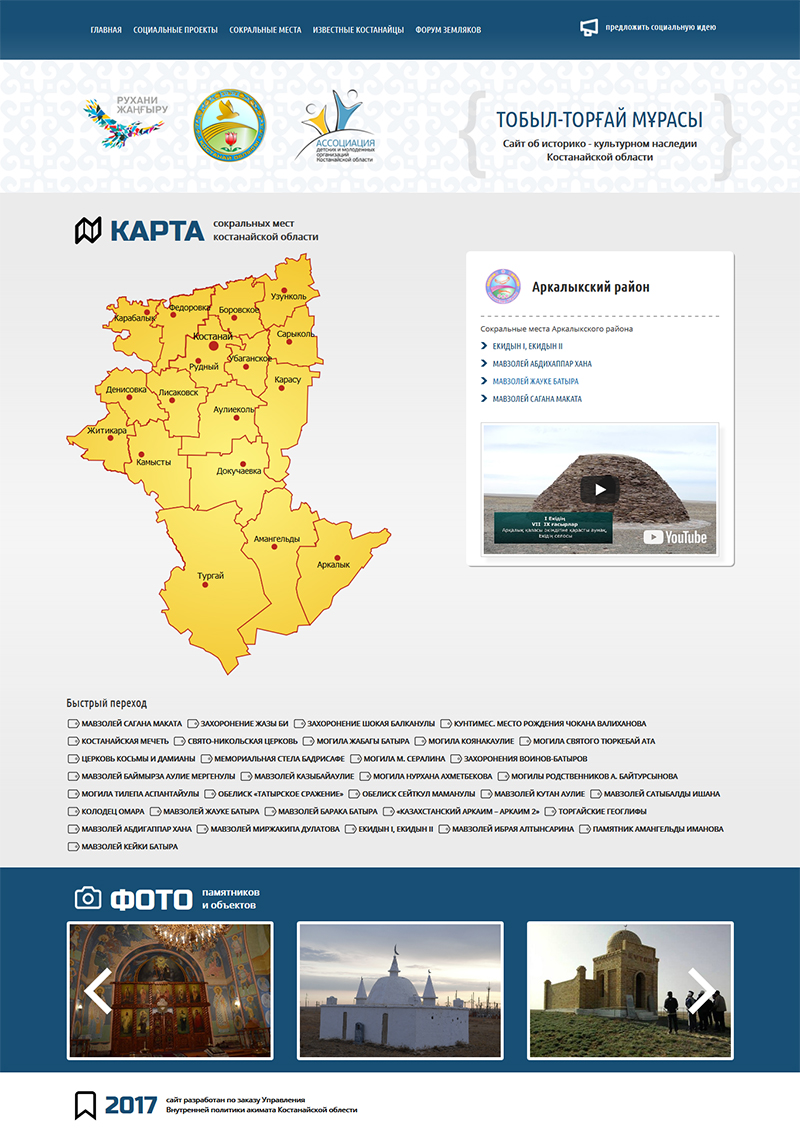 ГЛАВНАЯ СОЦИАЛЬНЫЕ ПРОЕКТЫ СОКРАЛЬНЫЕ МЕСТА ИЗВЕСТНЫЕ КОСТАНАЙЦЫ ФОРУМ ЗЕМЛЯКОВ
предложить социальную идею
РУХАНИ
ЖАҢҒЫРУ
АССОЦИАЦИЯ
детских и молодежных
организаций
Костанайской области
ТОБЫЛ-ТОРҒАЙ МҰРАСЫ
Сайт об историко - культурном наследии
Костанайской области
КАРТА
сокральных мест
костанайской области
Узунколь
Федоровка
Боровское
Карабалык
Костанай
Сарыколь
Рудный
Убаганское
Карасу
Денисовка
Лисаковск
Аулиеколь
Житикара
Камысты
Докучаевка
Амангельды
Аркалык
Тургай
Аркалыкский район
Сокральные места Аркалыкского района
ЕКИДЫН I, ЕКИДЫН II
МАВЗОЛЕЙ АБДИХАППАР ХАНА
МАВЗОЛЕЙ ЖАУКЕ БАТЫРА
МАВЗОЛЕЙ САГАНА МАКАТА
I Екідің
VII IX ғасырлар
Арқалық қаласы әкімдігіне қарасты аумақ,
Екідің селосы
YouTube
Быстрый переход
МАВЗОЛЕЙ САГАНА МАКАТА ЗАХОРОНЕНИЕ ЖАЗЫ БИ ЗАХОРОНЕНИЕ ШОКАЯ БАЛКАНУЛЫ КУНТИМЕС. МЕСТО РОЖДЕНИЯ ЧОКАНА ВАЛИХАНОВА
КОСТАНАЙСКАЯ МЕЧЕТЬ СВЯТО-НИКОЛЬСКАЯ ЦЕРКОВЬ МОГИЛА ЖАБАГЫ БАТЫРА МОГИЛА КОЯНАКАУЛИЕ МОГИЛА СВЯТОГО ТЮРКЕБАЙ АТА
ЦЕРКОВЬ КОСЬМЫ И ДАМИАНЫ МЕМОРИАЛЬНАЯ СТЕЛА БАДРИСАФЕ МОГИЛА М. СЕРАЛИНА ЗАХОРОНЕНИЯ ВОИНОВ-БАТЫРОВ
МАВЗОЛЕЙ БАЙМЫРЗА АУЛИЕ МЕРГЕНУЛЫ МАВЗОЛЕЙ КАЗЫБАЙАУЛИЕ МОГИЛА НУРХАНА АХМЕТБЕКОВА МОГИЛЫ РОДСТВЕННИКОВ А. БАЙТУРСЫНОВА
МОГИЛА ТИЛЕПА АСПАНТАЙУЛЫ ОБЕЛИСК «ТАТЫРСКОЕ СРАЖЕНИЕ» ОБЕЛИСК СЕЙТКУЛ МАМАНУЛЫ МАВЗОЛЕЙ КУТАН АУЛИЕ МАВЗОЛЕЙ САТЫБАЛДЫ ИШАНА
КОЛОДЕЦ ОМАРА МАВЗОЛЕЙ ЖАУКЕ БАТЫРА МАВЗОЛЕЙ БАРАКА БАТЫРА «КАЗАХСТАНСКИЙ АРКАИМ – АРКАИМ 2» ТОРГАЙСКИЕ ГЕОГЛИФЫ
МАВЗОЛЕЙ АБДИГАППАР ХАНА МАВЗОЛЕЙ МИРЖАКИПА ДУЛАТОВА ЕКИДЫН I, ЕКИДЫН II МАВЗОЛЕЙ ИБРАЯ АЛТЫНСАРИНА ПАМЯТНИК АМАНГЕЛЬДЫ ИМАНОВА
МАВЗОЛЕЙ КЕЙКИ БАТЫРА
ФОТО
памятников
и объектов
2017
сайт разработан по заказу Управления
Внутренней политики акимата Костанайской облести